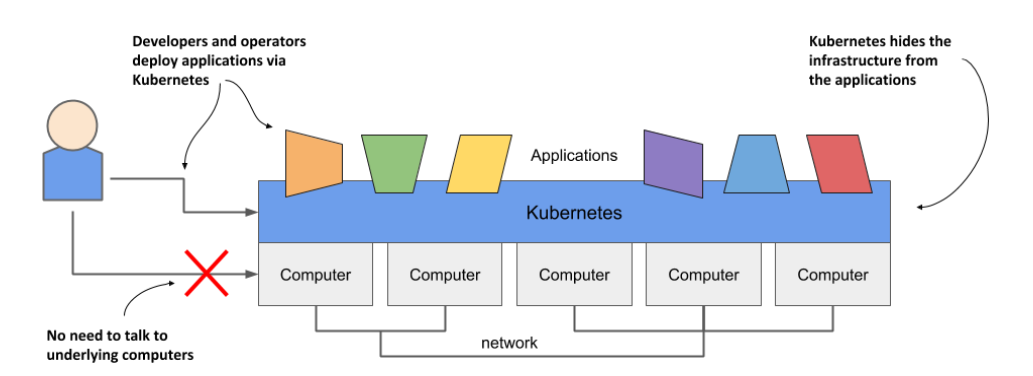 Developers and operators
deploy applications via
Kubernetes
Kubernetes hides the
infrastructure from
the applications
Applications
Kubernetes
Computer
Computer
Computer
Computer
Computer
network
No need to talk to
underlying computers